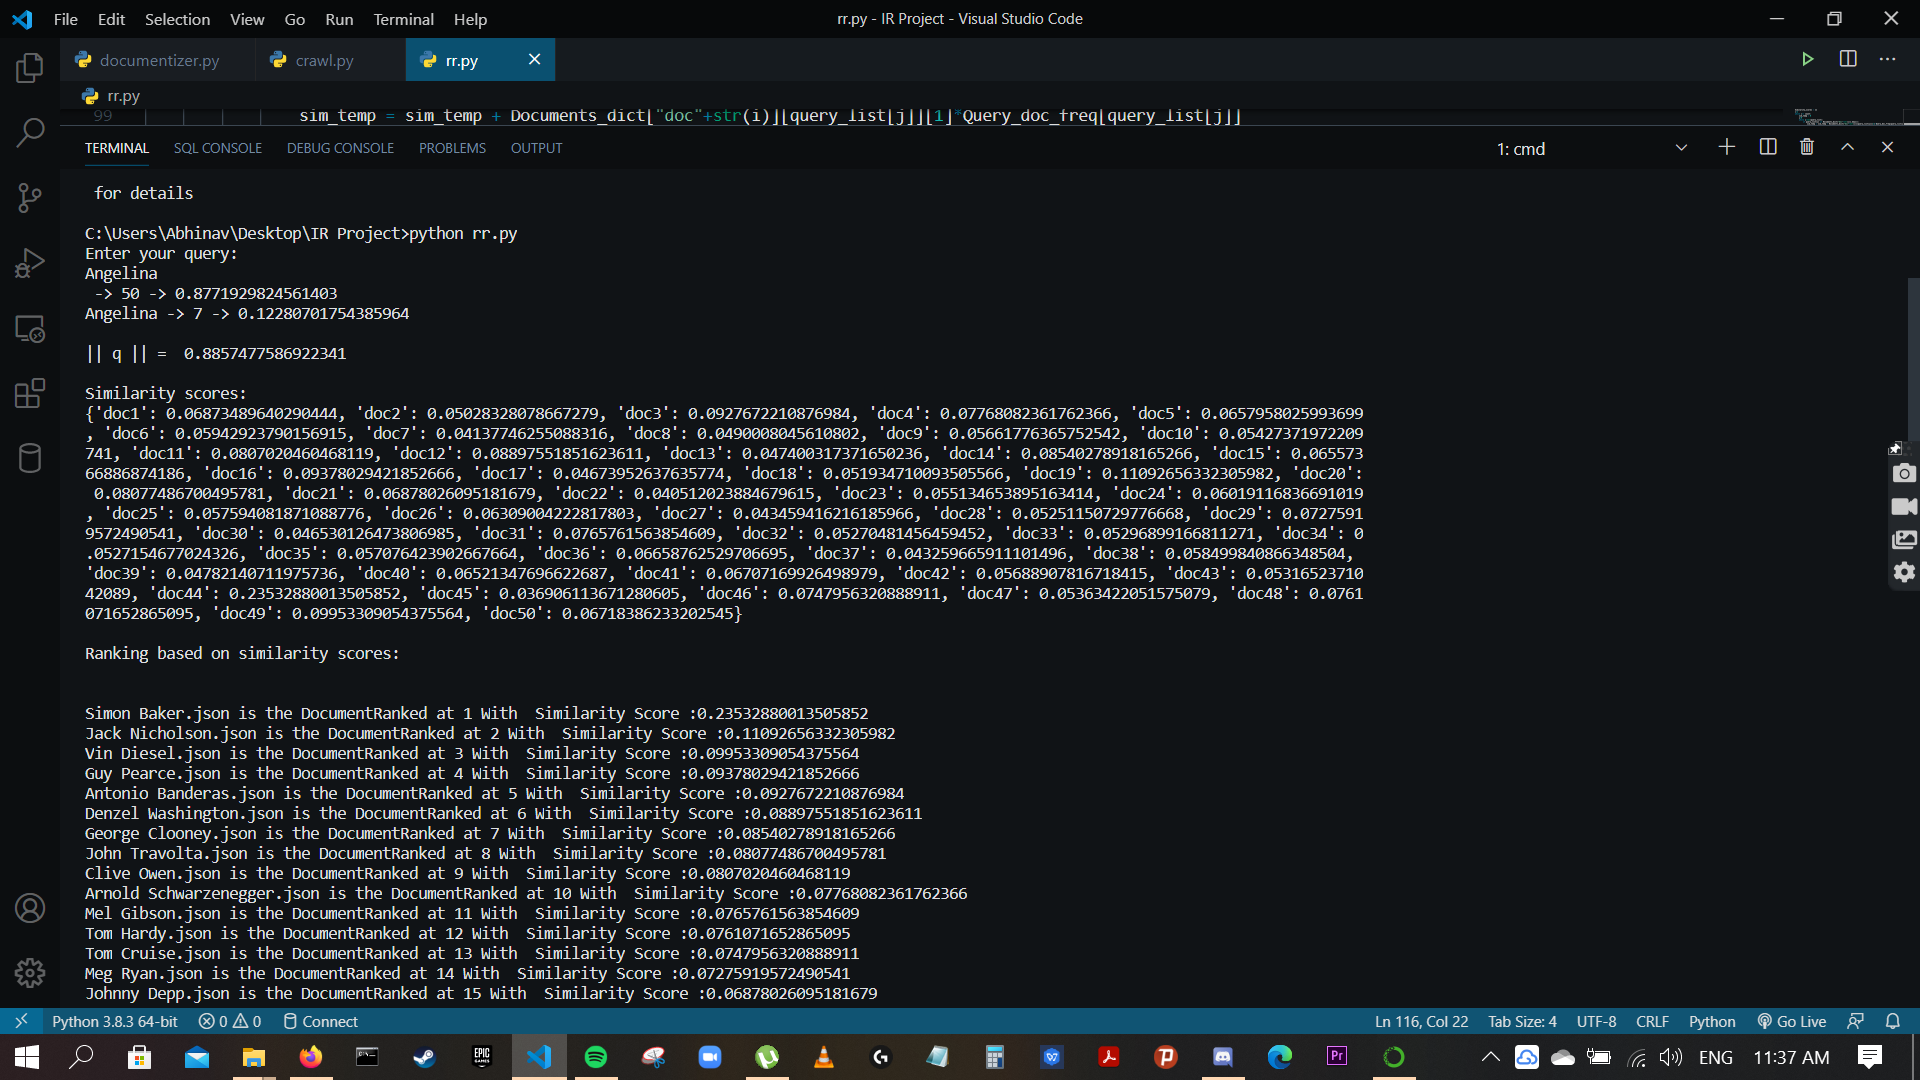 File Edit Selection View Go Run Terminal Help
rr.py - IR Project - Visual Studio Code
documentizer.py
crawl.py
rr.py
rr.py
99 sim_temp = sim_temp + Documents_dict["doc"+str(i)][query_list[j]][1]*Query_doc_freq[query_list[j]]
TERMINAL SQL CONSOLE DEBUG CONSOLE PROBLEMS OUTPUT
1: cmd
for details
C:\Users\Abhinav\Desktop\IR Project>python rr.py
Enter your query:
Angelina
-> 50 -> 0.8771929824561403
Angelina -> 7 -> 0.12280701754385964
|| q || =  0.8857477586922341
Similarity scores:
{'doc1': 0.06873489640290444, 'doc2': 0.05028328078667279, 'doc3': 0.0927672210876984, 'doc4': 0.07768082361762366, 'doc5': 0.0657958025993699
, 'doc6': 0.05942923790156915, 'doc7': 0.04137746255088316, 'doc8': 0.0490008045610802, 'doc9': 0.05661776365752542, 'doc10': 0.05427371972209
741, 'doc11': 0.0807020460468119, 'doc12': 0.08897551851623611, 'doc13': 0.047400317371650236, 'doc14': 0.08540278918165266, 'doc15': 0.065573
66886874186, 'doc16': 0.09378029421852666, 'doc17': 0.04673952637635774, 'doc18': 0.051934710093505566, 'doc19': 0.11092656332305982, 'doc20':
0.08077486700495781, 'doc21': 0.06878026095181679, 'doc22': 0.040512023884679615, 'doc23': 0.055134653895163414, 'doc24': 0.06019116836691019
, 'doc25': 0.057594081871088776, 'doc26': 0.06309004222817803, 'doc27': 0.043459416216185966, 'doc28': 0.05251150729776668, 'doc29': 0.0727591
9572490541, 'doc30': 0.046530126473806985, 'doc31': 0.0765761563854609, 'doc32': 0.05270481456459452, 'doc33': 0.05296899166811271, 'doc34': 0
.0527154677024326, 'doc35': 0.057076423902667664, 'doc36': 0.06658762529706695, 'doc37': 0.043259665911101496, 'doc38': 0.058499840866348504,
'doc39': 0.04782140711975736, 'doc40': 0.06521347696622687, 'doc41': 0.06707169926498979, 'doc42': 0.05688907816718415, 'doc43': 0.05316523710
42089, 'doc44': 0.23532880013505852, 'doc45': 0.036906113671280605, 'doc46': 0.0747956320888911, 'doc47': 0.05363422051575079, 'doc48': 0.0761
071652865095, 'doc49': 0.09953309054375564, 'doc50': 0.06718386233202545}
Ranking based on similarity scores:
Simon Baker.json is the DocumentRanked at 1 With  Similarity Score :0.23532880013505852
Jack Nicholson.json is the DocumentRanked at 2 With  Similarity Score :0.11092656332305982
Vin Diesel.json is the DocumentRanked at 3 With  Similarity Score :0.09953309054375564
Guy Pearce.json is the DocumentRanked at 4 With  Similarity Score :0.09378029421852666
Antonio Banderas.json is the DocumentRanked at 5 With  Similarity Score :0.0927672210876984
Denzel Washington.json is the DocumentRanked at 6 With  Similarity Score :0.08897551851623611
George Clooney.json is the DocumentRanked at 7 With  Similarity Score :0.08540278918165266
John Travolta.json is the DocumentRanked at 8 With  Similarity Score :0.08077486700495781
Clive Owen.json is the DocumentRanked at 9 With  Similarity Score :0.0807020460468119
Arnold Schwarzenegger.json is the DocumentRanked at 10 With  Similarity Score :0.07768082361762366
Mel Gibson.json is the DocumentRanked at 11 With  Similarity Score :0.0765761563854609
Tom Hardy.json is the DocumentRanked at 12 With  Similarity Score :0.0761071652865095
Tom Cruise.json is the DocumentRanked at 13 With  Similarity Score :0.0747956320888911
Meg Ryan.json is the DocumentRanked at 14 With  Similarity Score :0.07275919572490541
Johnny Depp.json is the DocumentRanked at 15 With  Similarity Score :0.06878026095181679
Python 3.8.3 64-bit 0 0 Connect
Ln 116, Col 22 Tab Size: 4 UTF-8 CRLF Python Go Live
EPIC GAMES
Pr
ENG 11:37 AM